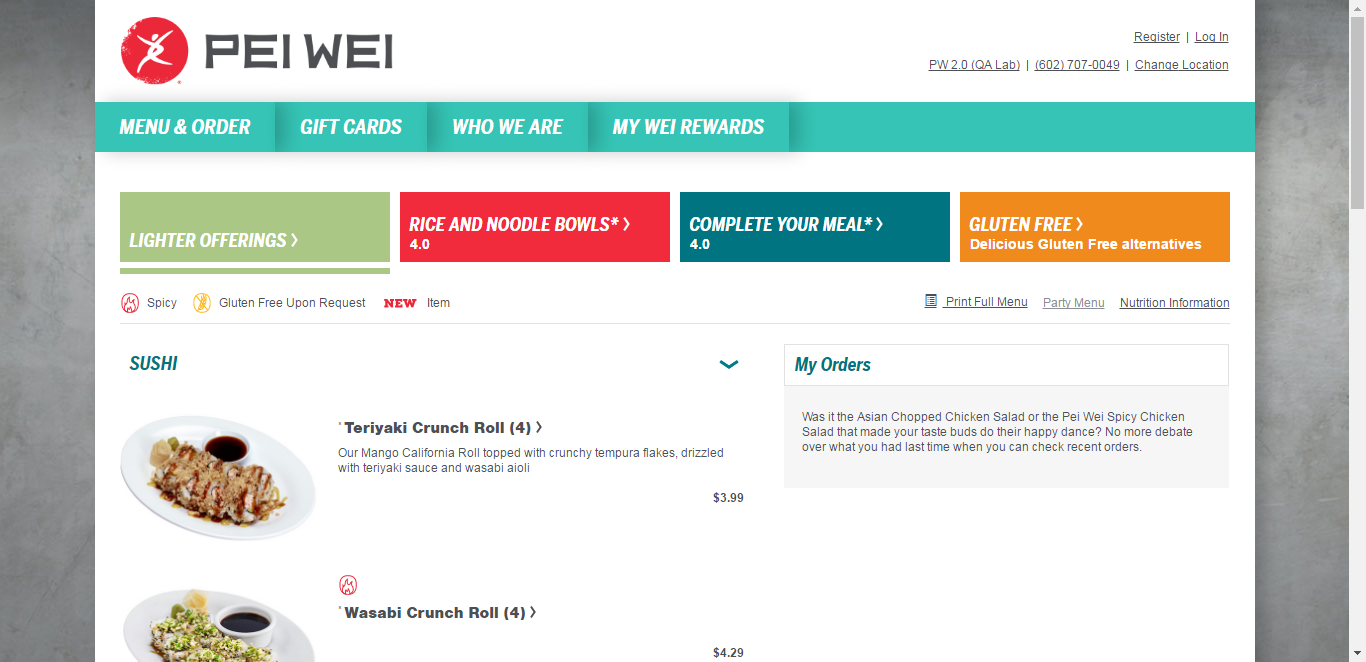 PEI WEI
Register | Log In
PW 2.0 (QA Lab) | (602) 707-0049 | Change Location
MENU & ORDER GIFT CARDS WHO WE ARE MY WEI REWARDS
LIGHTER OFFERINGS >
RICE AND NOODLE BOWLS* >
4.0
COMPLETE YOUR MEAL* >
4.0
GLUTEN FREE >
Delicious Gluten Free alternatives
Spicy Gluten Free Upon Request NEW Item
Print Full Menu Party Menu Nutrition Information
SUSHI
*Teriyaki Crunch Roll (4) >
Our Mango California Roll topped with crunchy tempura flakes, drizzled
with teriyaki sauce and wasabi aioli
$3.99
*Wasabi Crunch Roll (4) >
$4.29
My Orders
Was it the Asian Chopped Chicken Salad or the Pei Wei Spicy Chicken
Salad that made your taste buds do their happy dance? No more debate
over what you had last time when you can check recent orders.